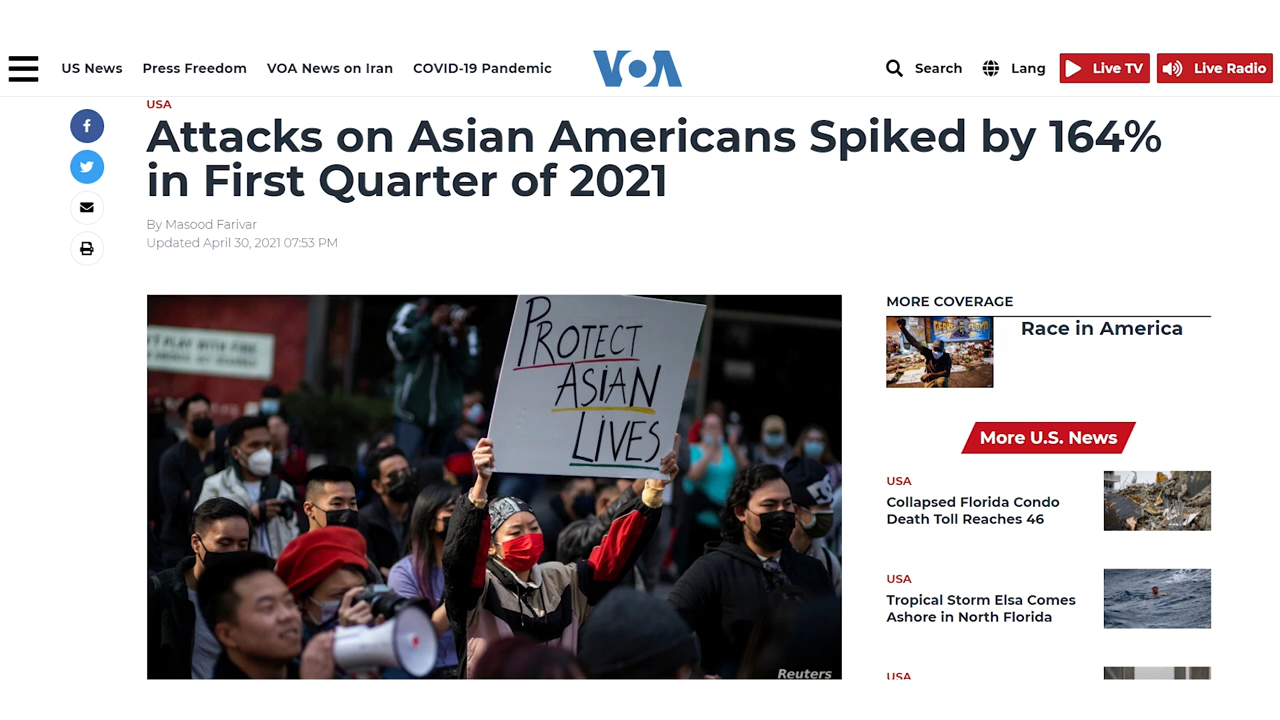 US News
Press Freedom
VOA News on Iran
COVID-19 Pandemic
VOA
Search
Lang
Live TV
Live Radio
USA
Attacks on Asian Americans Spiked by 164%
in First Quarter of 2021
By Masood Farivar
Updated April 30, 2021 07:53 PM
PROTECT
ASIAN
LIVES
Reuters
MORE COVERAGE
Race in America
More U.S. News
USA
Collapsed Florida Condo
Death Toll Reaches 46
USA
Tropical Storm Elsa Comes
Ashore in North Florida
USA